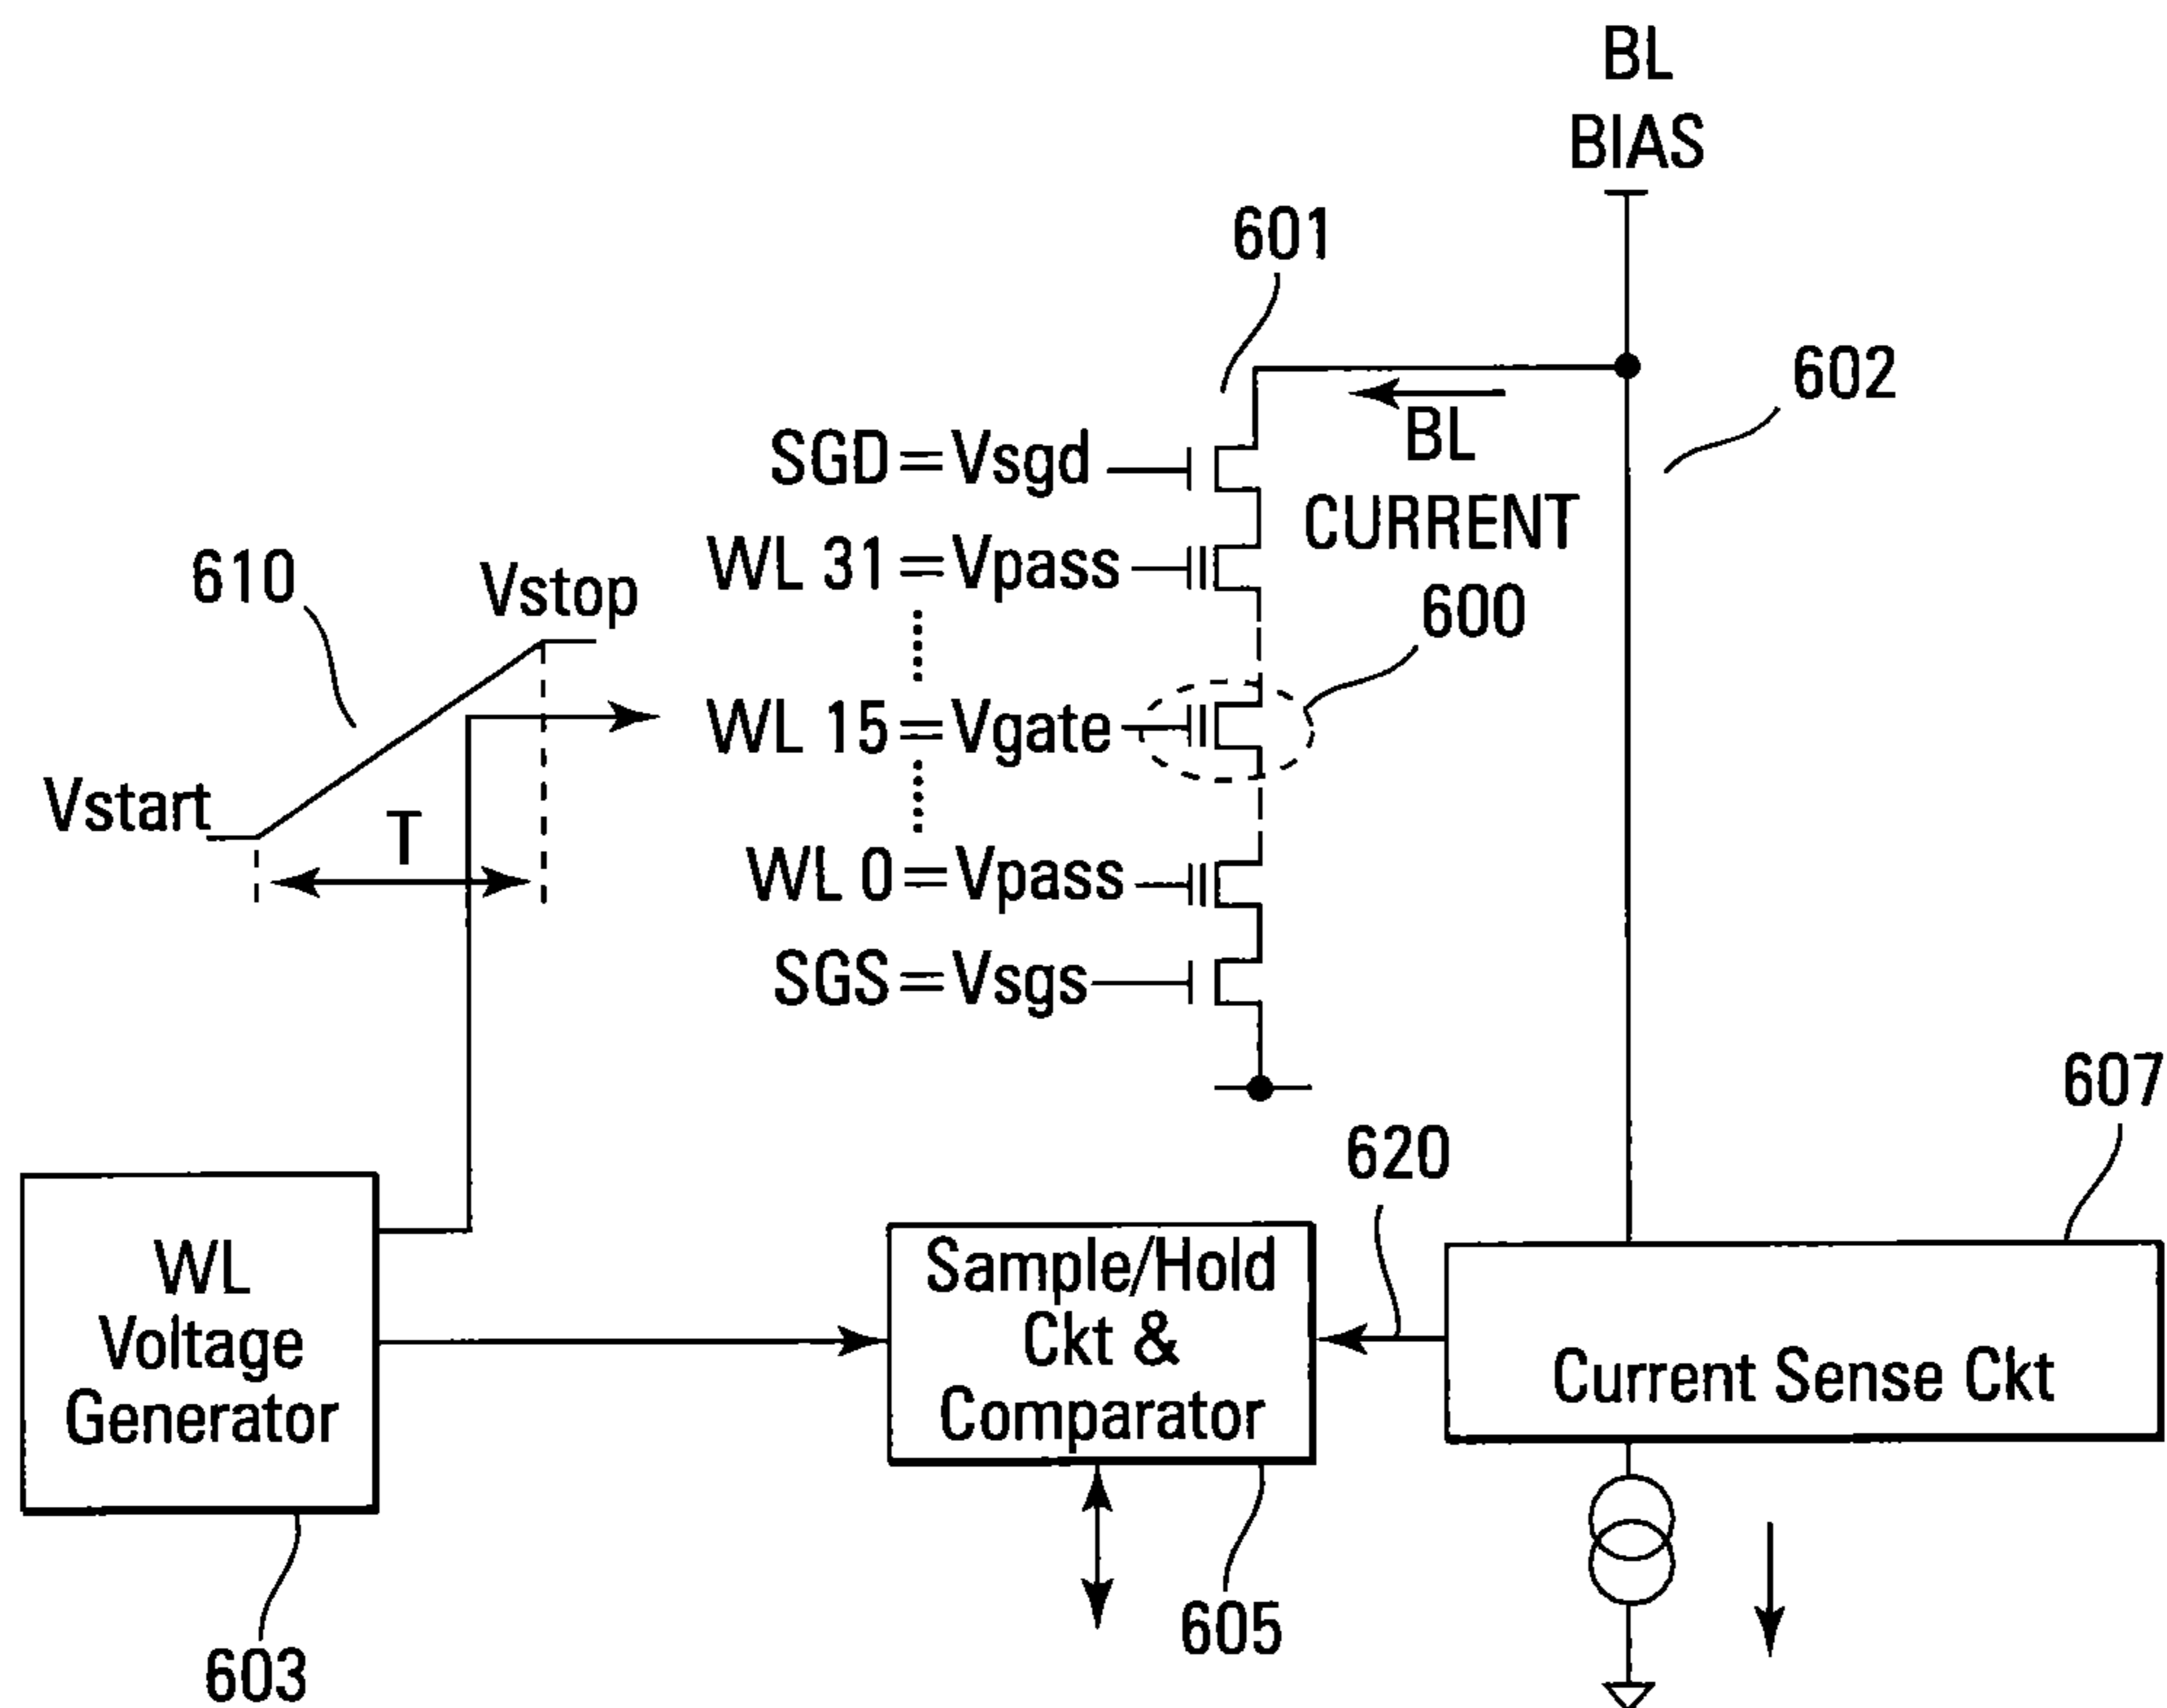 BL
BIAS
601
602
BL
CURRENT
SGD=Vsgd
WL 31=Vpass
600
610
Vstop
WL 15=Vgate
Vstart
T
WL 0=Vpass
SGS=Vsgs
607
620
WL
Voltage
Generator
Sample/Hold
Ckt &
Comparator
Current Sense Ckt
605
603